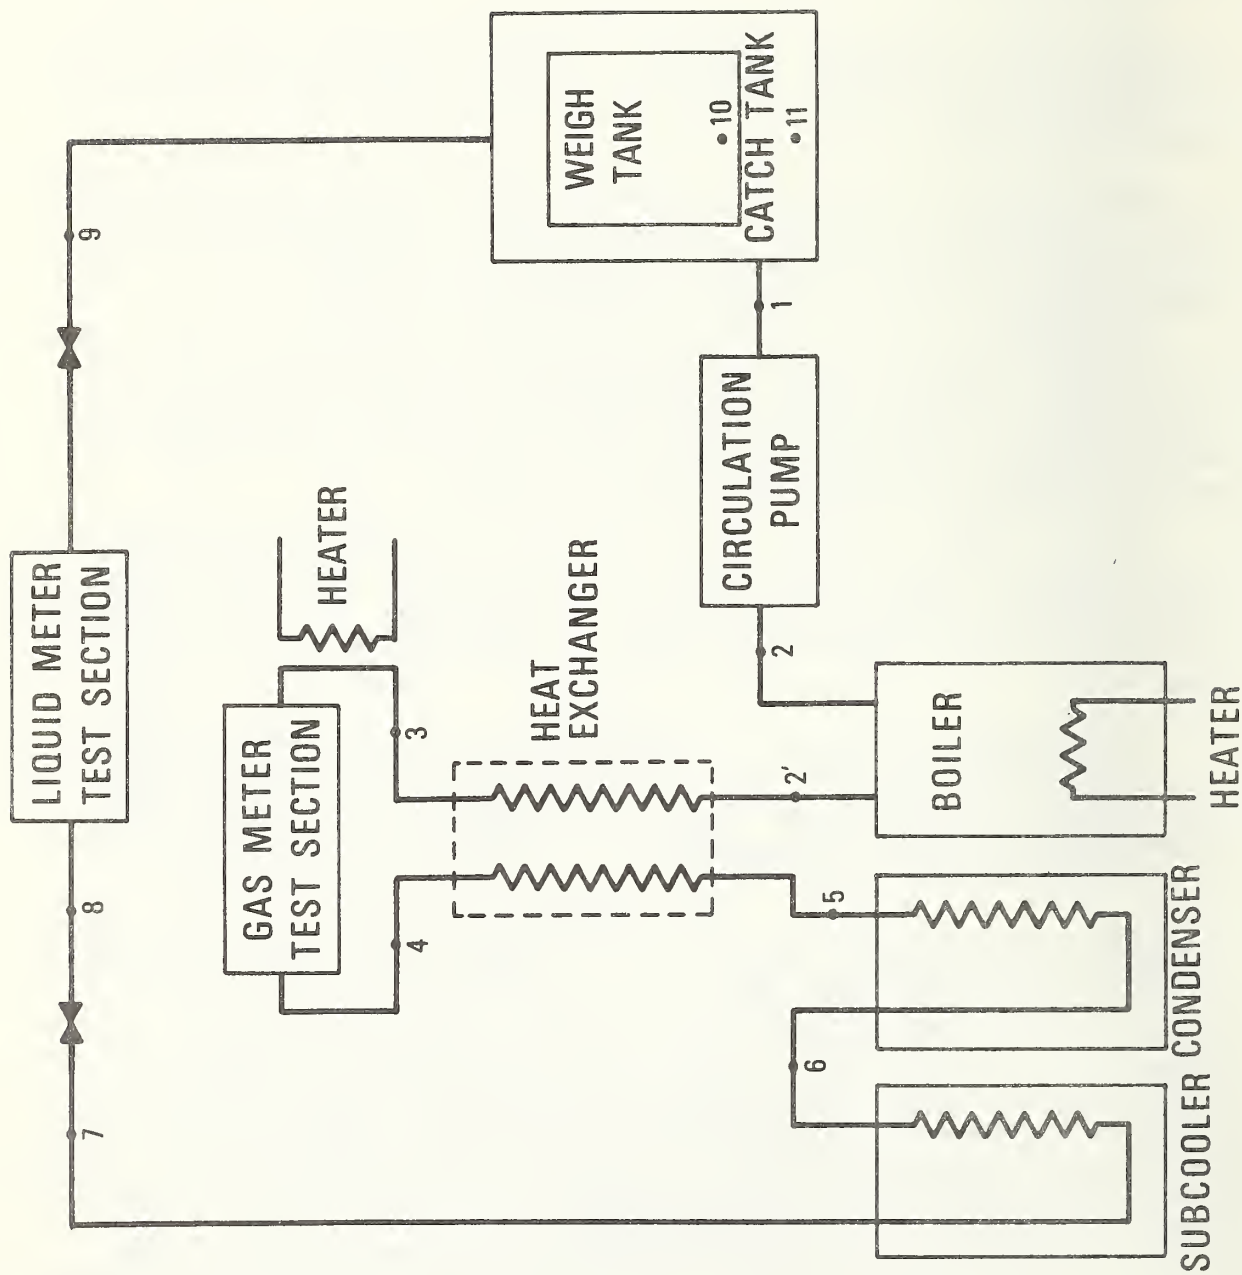 LIQUID METER
TEST SECTION
7
8
9
GAS METER
TEST SECTION
HEATER
4
3
HEAT
EXCHANGER
WEIGH
TANK
10
CATCH TANK
11
SUBCOOLER
6
CONDENSER
5
BOILER
2'
HEATER
2
CIRCULATION
PUMP
1